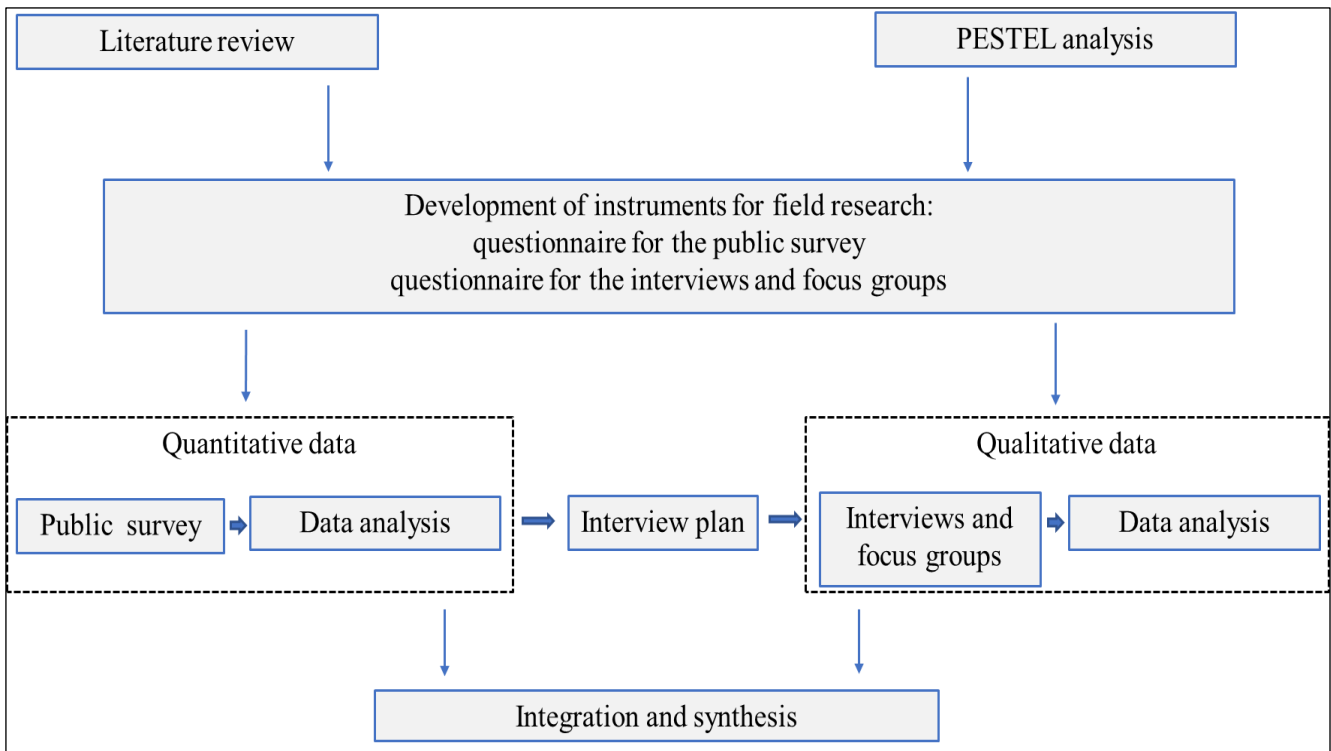 Literature review
PESTEL analysis
Development of instruments for field research:
questionnaire for the public survey
questionnaire for the interviews and focus groups
Quantitative data
Qualitative data
Public survey
Data analysis
Interview plan
Interviews and
focus groups
Data analysis
Integration and synthesis